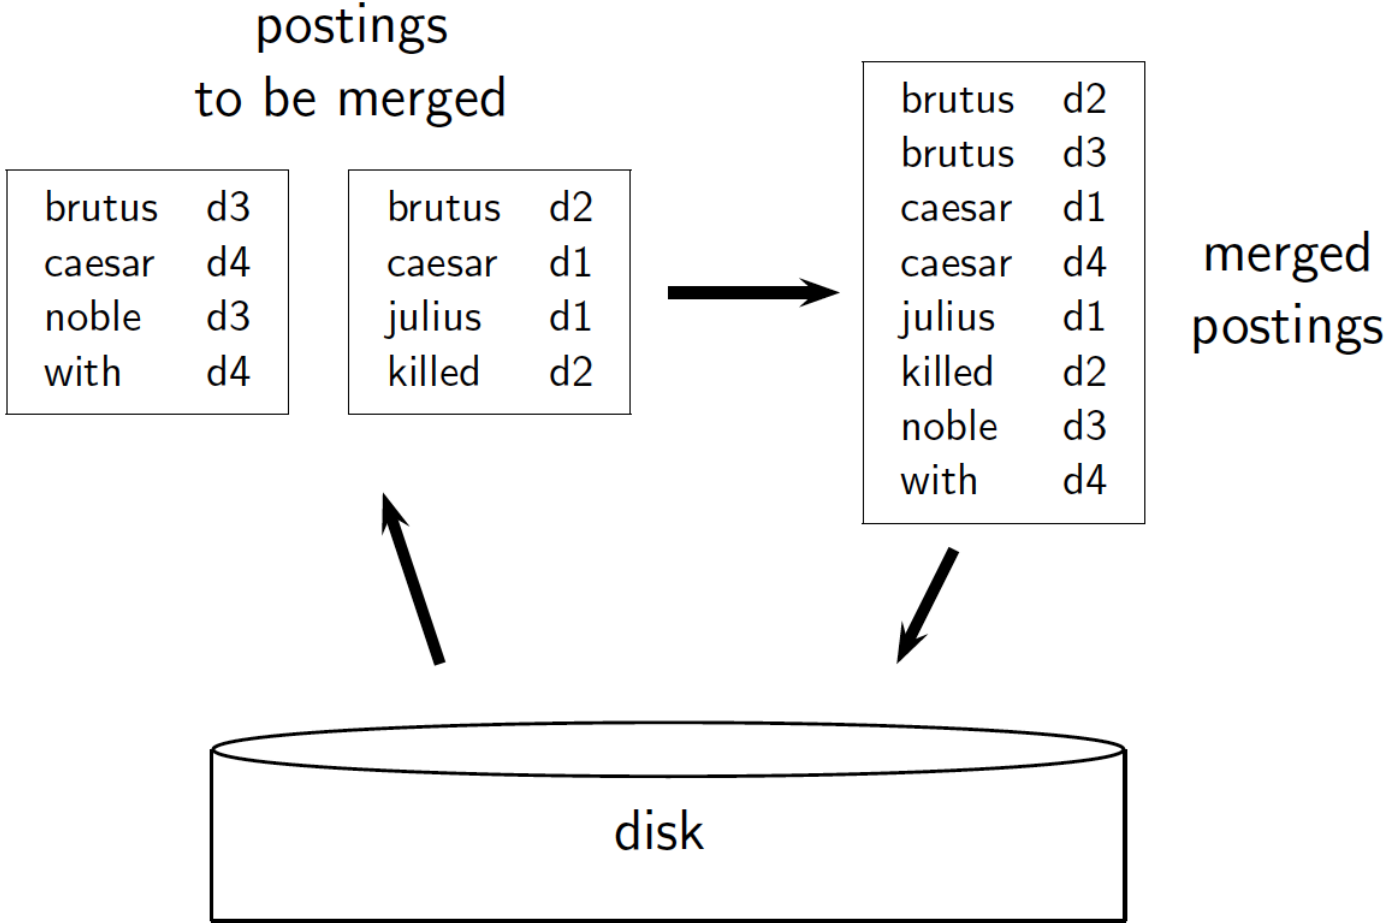 postings
to be merged
brutus d3
caesar d4
noble d3
with d4
brutus d2
caesar d1
julius d1
killed d2
brutus d2
brutus d3
caesar d1
caesar d4
julius d1
killed d2
noble d3
with d4
merged
postings
disk